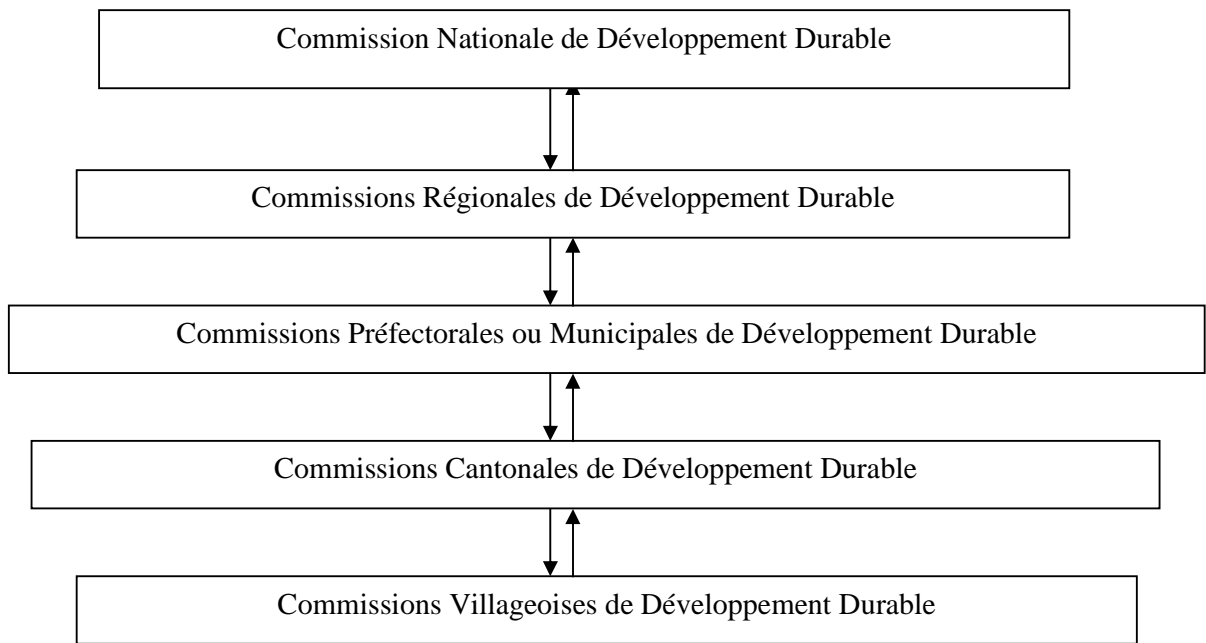 Commission Nationale de Développement Durable
Commissions Régionales de Développement Durable
Commissions Préfectorales ou Municipales de Développement Durable
Commissions Cantonales de Développement Durable
Commissions Villageoises de Développement Durable